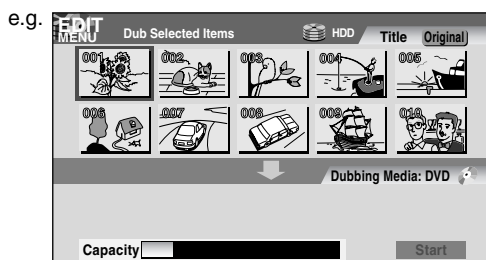 e.g.
EDIT
MENU
Dub Selected Items
HDD
Title
Original
001 002 003 004 005
006 007 008 009 010
Dubbing Media: DVD
Capacity
Start